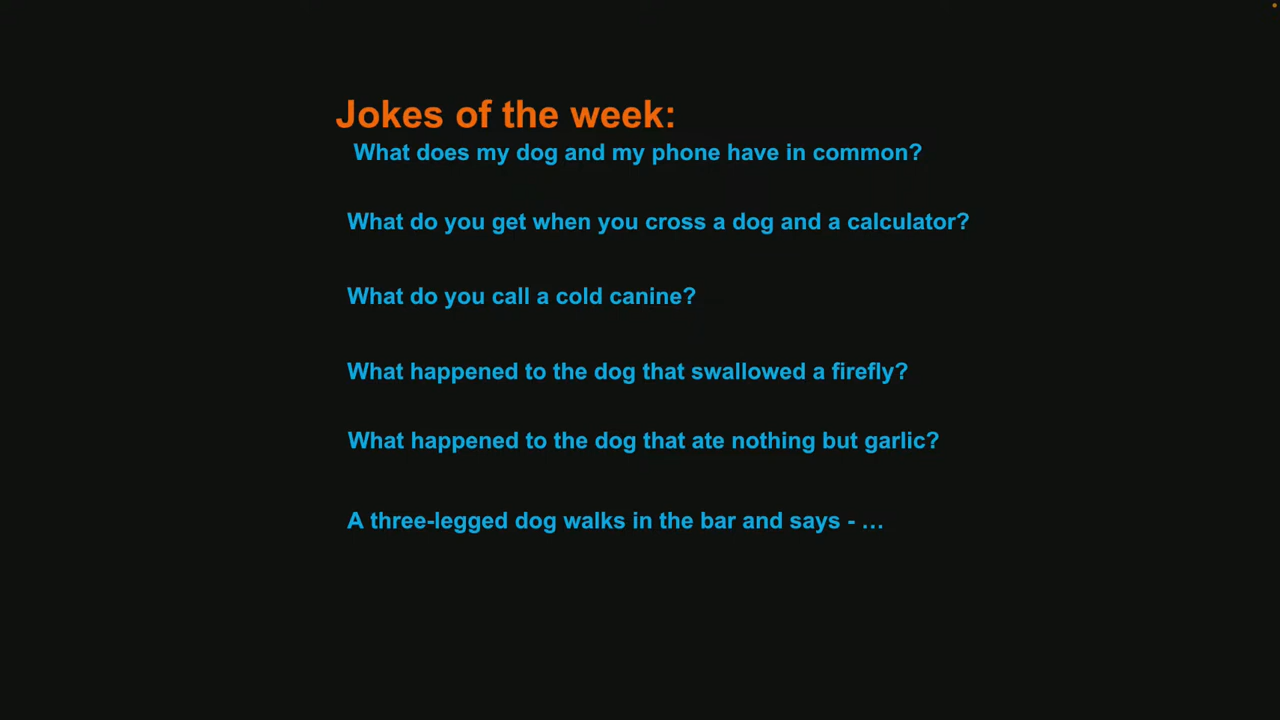 Jokes of the week:
What does my dog and my phone have in common?
What do you get when you cross a dog and a calculator?
What do you call a cold canine?
What happened to the dog that swallowed a firefly?
What happened to the dog that ate nothing but garlic?
A three-legged dog walks in the bar and says - …